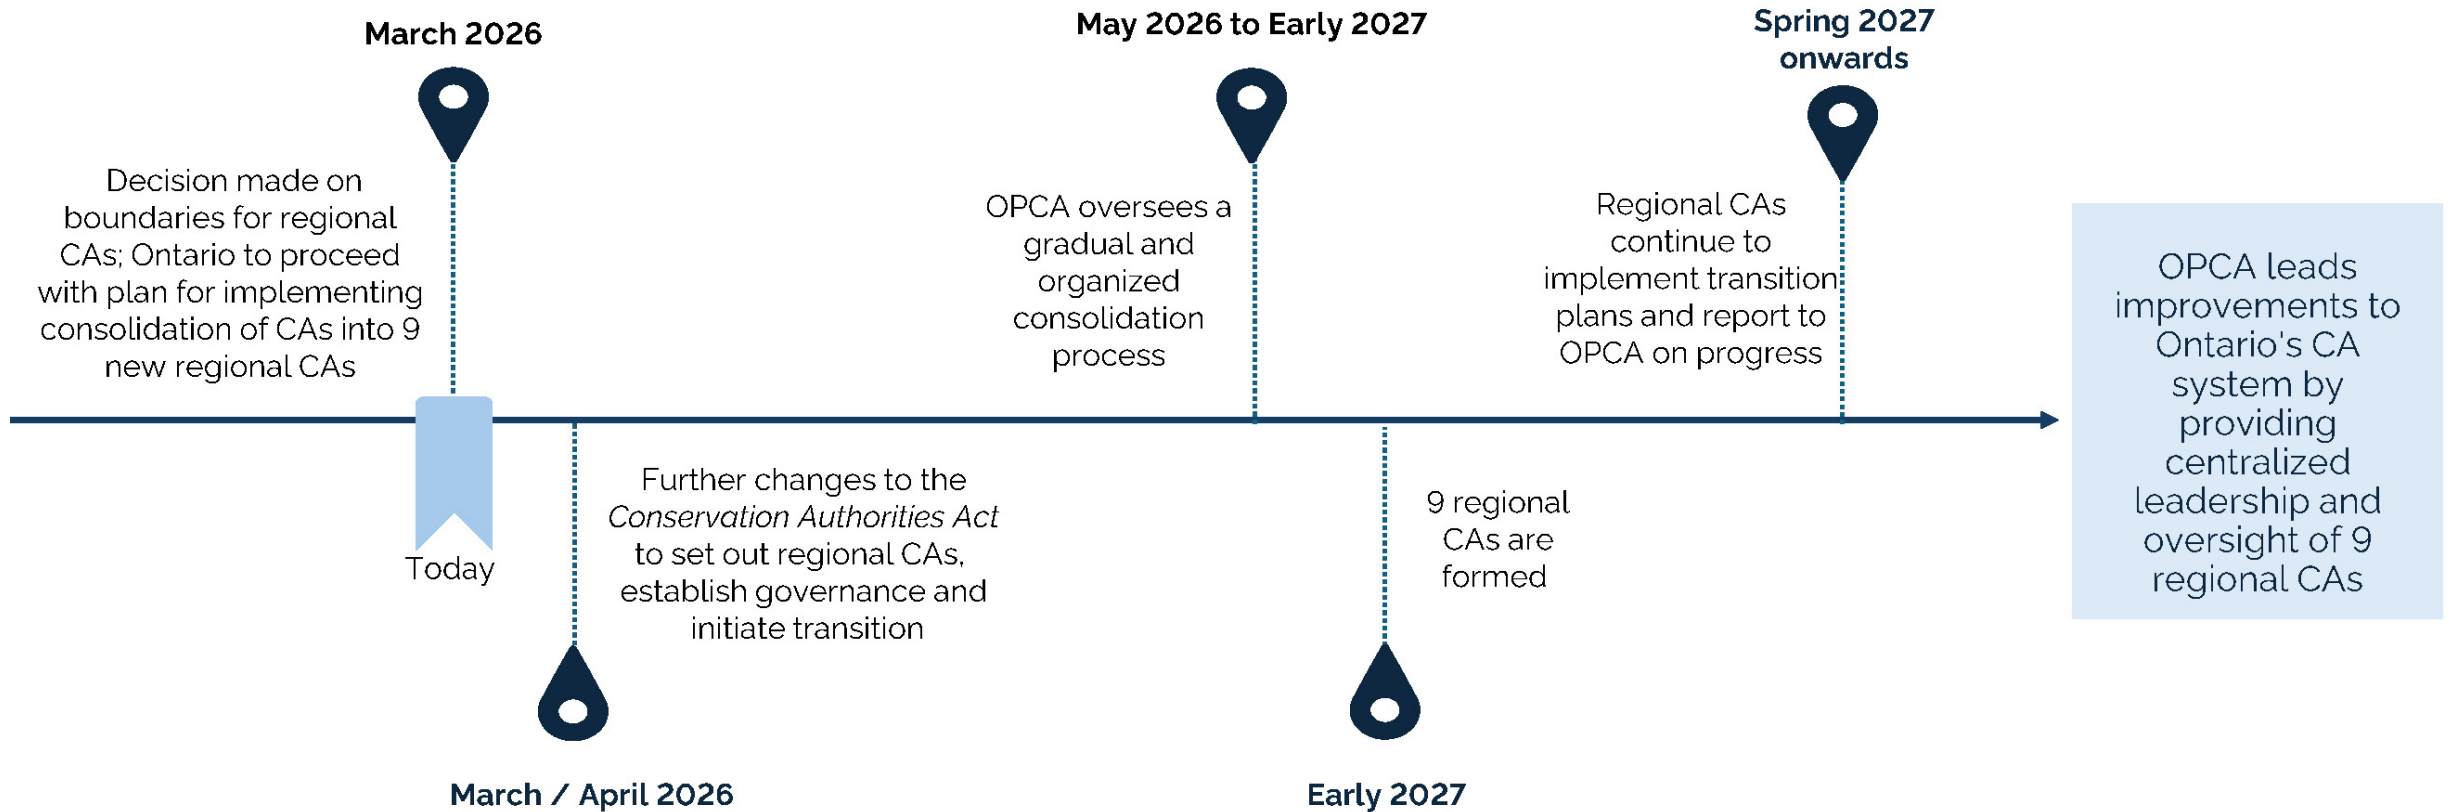 March 2026
Decision made on
boundaries for regional
CAs; Ontario to proceed
with plan for implementing
consolidation of CAs into 9
new regional CAs
Today
Further changes to the
Conservation Authorities Act
to set out regional CAs,
establish governance and
initiate transition
March / April 2026
May 2026 to Early 2027
OPCA oversees a
gradual and
organized
consolidation
process
9 regional
CAs are
formed
Early 2027
Spring 2027
onwards
Regional CAs
continue to
implement transition
plans and report to
OPCA on progress
OPCA leads
improvements to
Ontario's CA
system by
providing
centralized
leadership and
oversight of 9
regional CAs